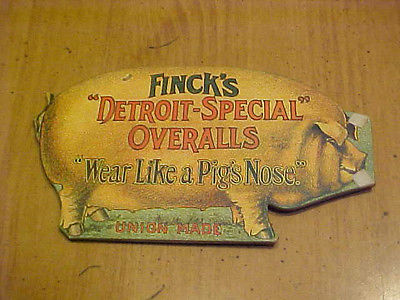 FINCK'S
"DETROIT-SPECIAL"
OVERALLS
"Wear Like a Pig's Nose."
UNION MADE